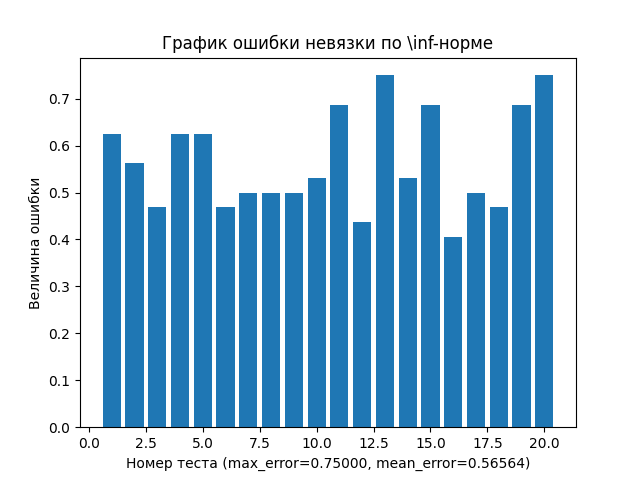 График ошибки невязки по \inf-норме
Величина ошибки
0.7
0.6
0.5
0.4
0.3
0.2
0.1
0.0
0.0 2.5 5.0 7.5 10.0 12.5 15.0 17.5 20.0
Номер теста (max_error=0.75000, mean_error=0.56564)